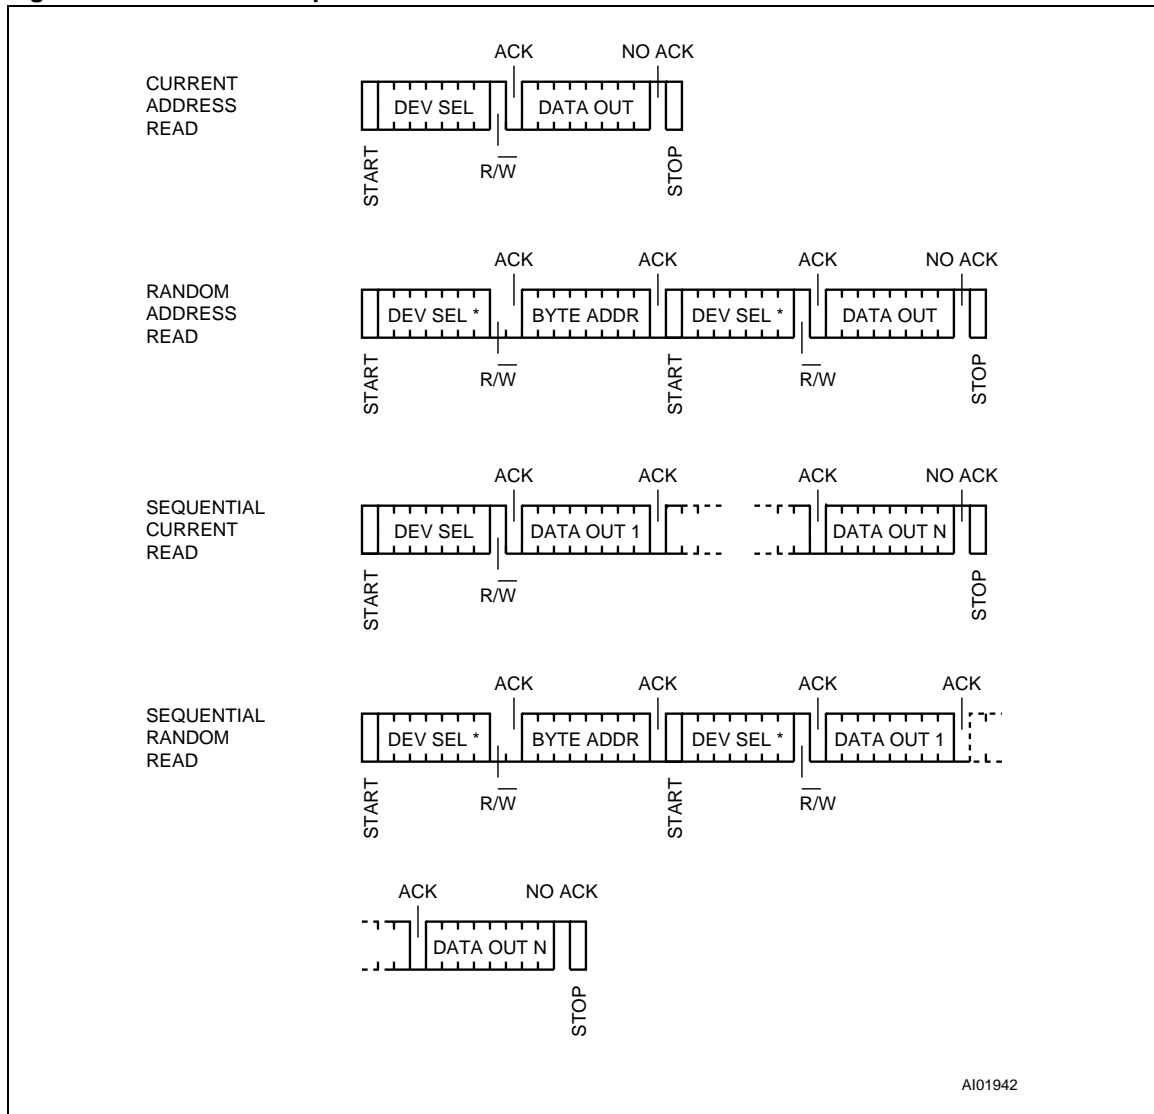 ACK NO ACK
CURRENT
ADDRESS
READ
DEV SEL DATA OUT
START R/W̅ STOP
ACK ACK ACK NO ACK
RANDOM
ADDRESS
READ
DEV SEL * BYTE ADDR DEV SEL * DATA OUT
START R/W̅ START R̅/W STOP
ACK ACK ACK NO ACK
SEQUENTIAL
CURRENT
READ
DEV SEL DATA OUT 1 DATA OUT N
START R/W̅ STOP
ACK ACK ACK ACK
SEQUENTIAL
RANDOM
READ
DEV SEL * BYTE ADDR DEV SEL * DATA OUT 1
START R/W̅ START R̅/W
ACK NO ACK
DATA OUT N
STOP
AI01942